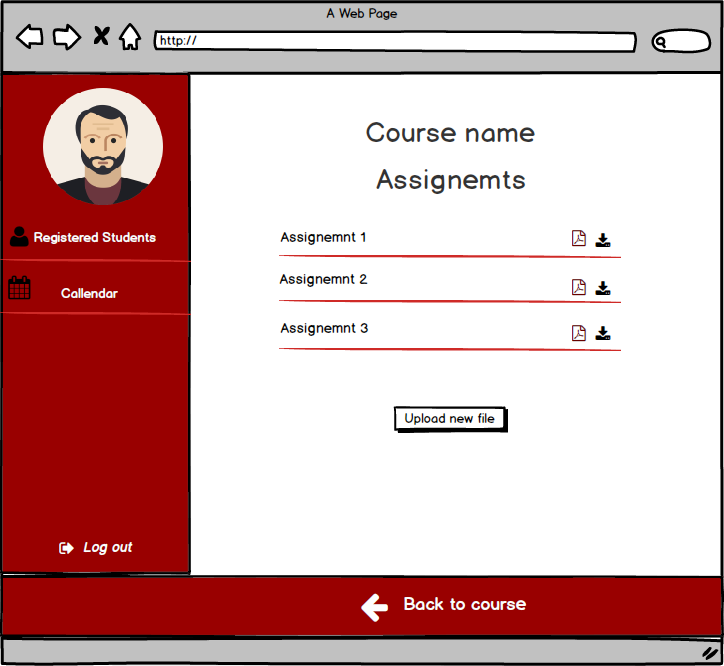 A Web Page
http://
Course name
Assignemts
Registered Students
Assignemnt 1
Callendar
Assignemnt 2
Assignemnt 3
Upload new file
Log out
Back to course